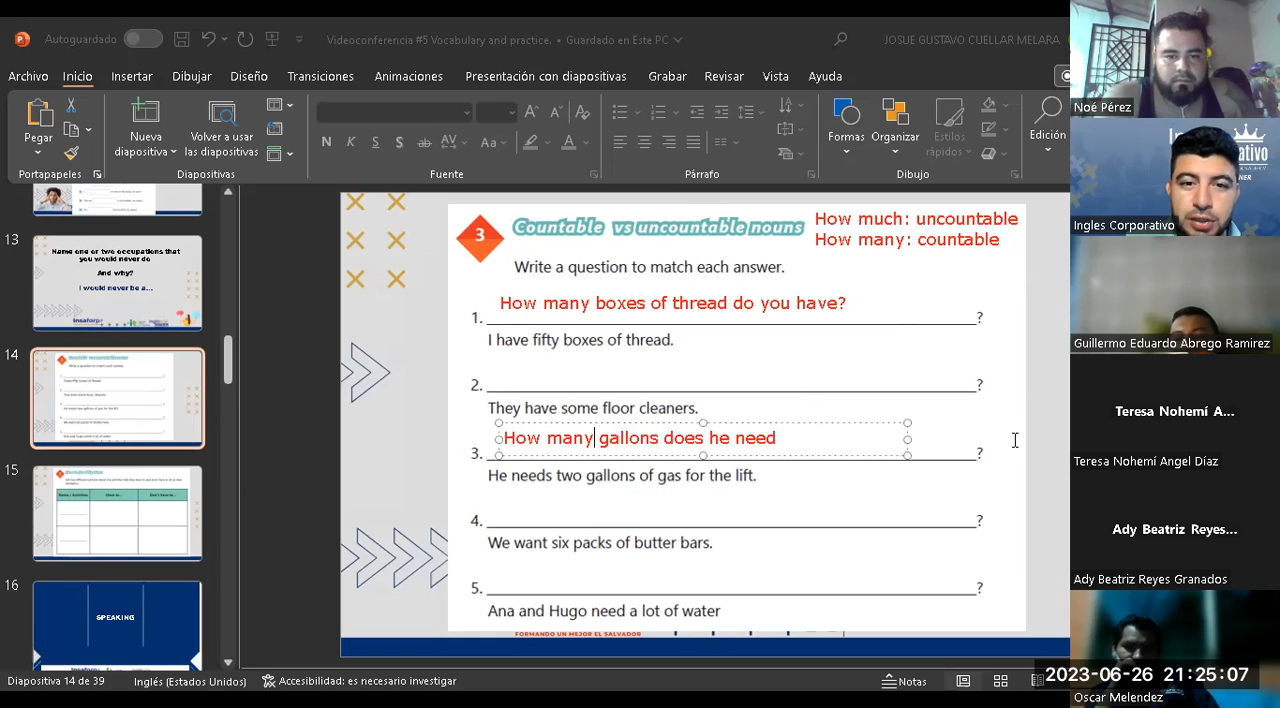 Autoguardado
Videoconferencia #5 Vocabulary and practice. • Guardado en Este PC
JOSUE GUSTAVO CUELLAR MELARA
Archivo Inicio Insertar Dibujar Diseño Transiciones Animaciones Presentación con diapositivas Grabar Revisar Vista Ayuda
Pegar
Nueva diapositiva
Volver a usar las diapositivas
N K S S ab AV Aa A
Formas
Organizar
Estilos rápidos
Edición
Portapapeles
Diapositivas
Fuente
Párrafo
Dibujo
13
Name one or two occupations that
you would never do
And why?
I would never be a...
Insaforp
14
15
Name / Activities
16
SPEAKING
3
Countable vs uncountable nouns
How much: uncountable
How many: countable
Write a question to match each answer.
How many boxes of thread do you have?
1. ?
I have fifty boxes of thread.
2. ?
They have some floor cleaners.
How many gallons does he need
3. ?
He needs two gallons of gas for the lift.
4. ?
We want six packs of butter bars.
5. ?
Ana and Hugo need a lot of water
FORMANDO UN MEJOR EL SALVADOR
Diapositiva 14 de 39
Inglés (Estados Unidos)
Accesibilidad: es necesario investigar
Notas
Noé Pérez
Ingles Corporativo
Guillermo Eduardo Abrego Ramirez
Teresa Nohemí A...
Teresa Nohemí Angel Díaz
Ady Beatriz Reyes...
Ady Beatriz Reyes Granados
2023-06-26 21:25:07
Oscar Melendez